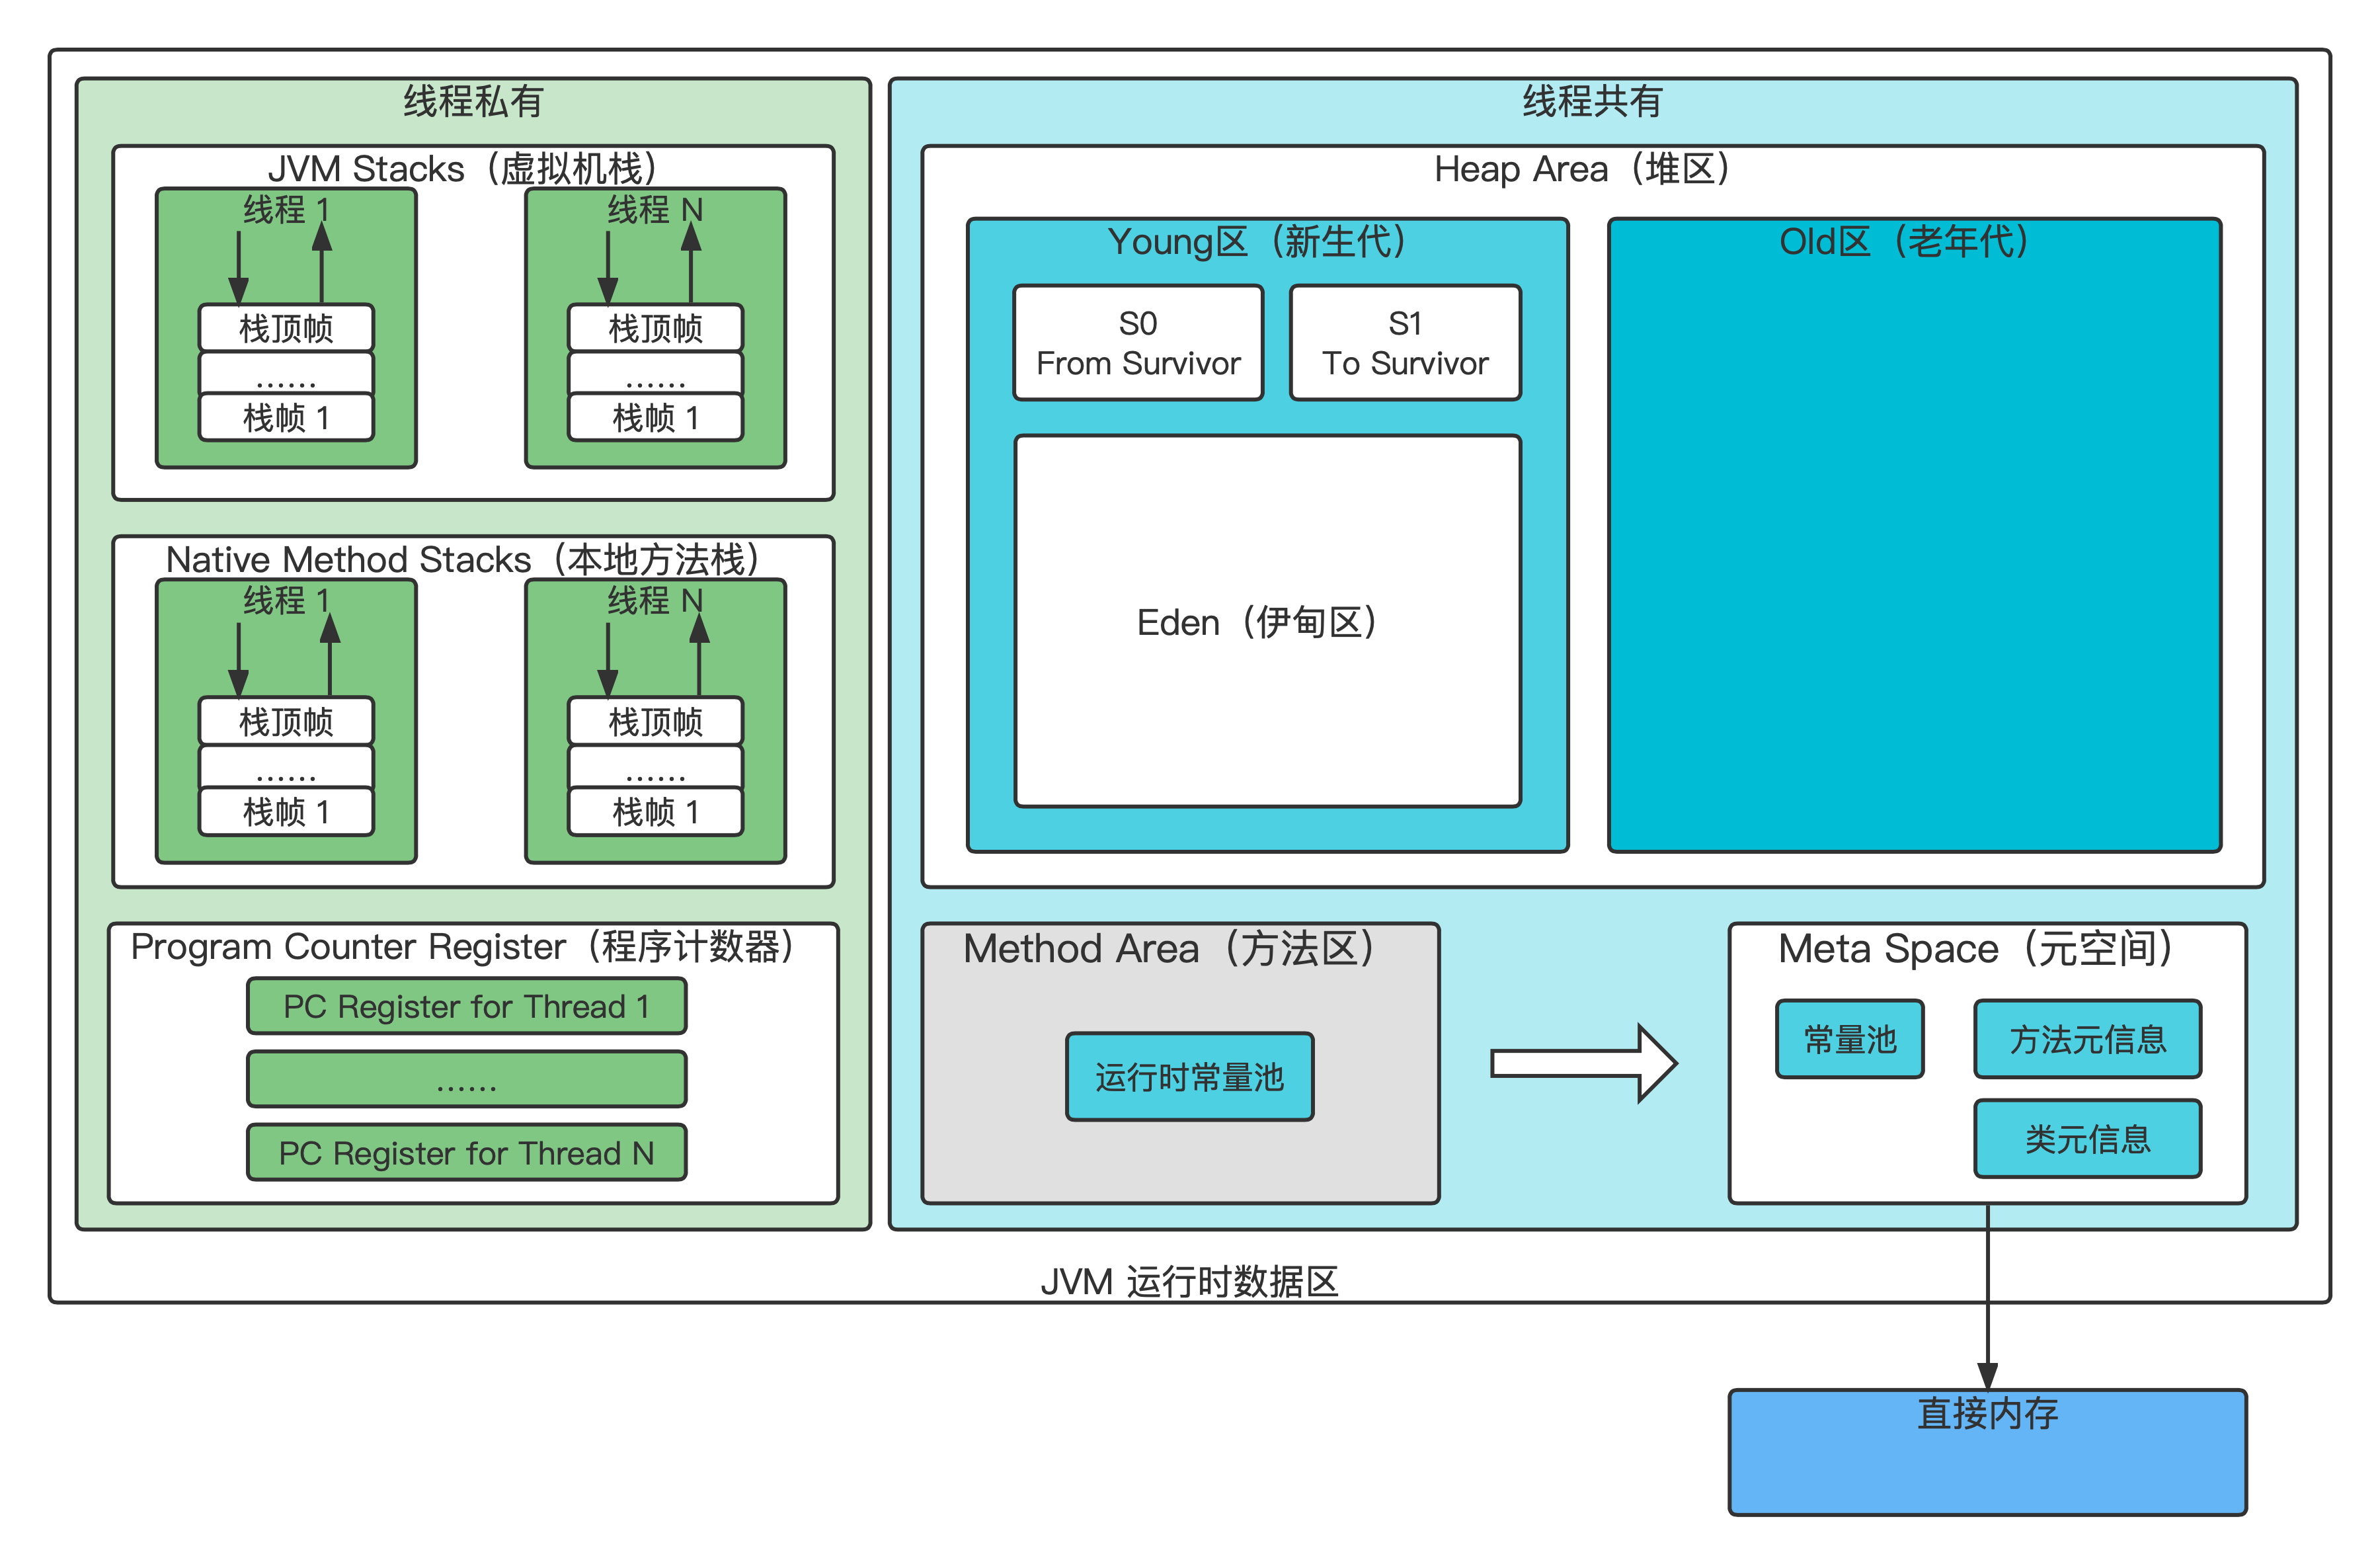 线程私有
JVM Stacks（虚拟机栈）
线程 1
栈顶帧
……
栈帧 1
线程 N
栈顶帧
……
栈帧 1
Native Method Stacks（本地方法栈）
线程 1
栈顶帧
……
栈帧 1
线程 N
栈顶帧
……
栈帧 1
Program Counter Register（程序计数器）
PC Register for Thread 1
……
PC Register for Thread N
线程共有
Heap Area（堆区）
Young区（新生代）
S0
From Survivor
S1
To Survivor
Eden（伊甸区）
Old区（老年代）
Method Area（方法区）
运行时常量池
Meta Space（元空间）
常量池
方法元信息
类元信息
JVM 运行时数据区
直接内存